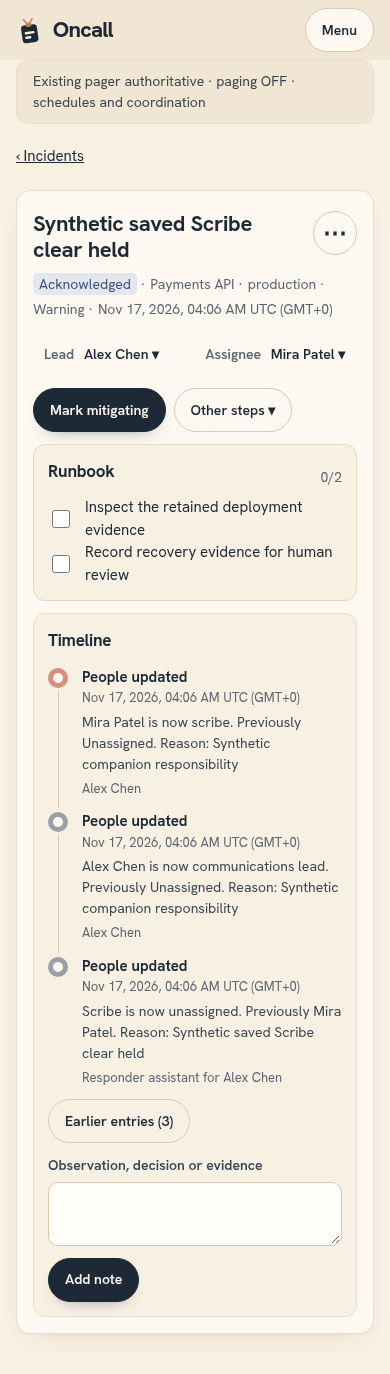 Oncall
Menu
Existing pager authoritative · paging OFF ·
schedules and coordination
‹ Incidents
Synthetic saved Scribe
clear held
...
Acknowledged · Payments API · production ·
Warning · Nov 17, 2026, 04:06 AM UTC (GMT+0)
Lead Alex Chen ▾ Assignee Mira Patel ▾
Mark mitigating
Other steps ▾
Runbook
0/2
Inspect the retained deployment
evidence
Record recovery evidence for human
review
Timeline
People updated
Nov 17, 2026, 04:06 AM UTC (GMT+0)
Mira Patel is now scribe. Previously
Unassigned. Reason: Synthetic
companion responsibility
Alex Chen
People updated
Nov 17, 2026, 04:06 AM UTC (GMT+0)
Alex Chen is now communications lead.
Previously Unassigned. Reason: Synthetic
companion responsibility
Alex Chen
People updated
Nov 17, 2026, 04:06 AM UTC (GMT+0)
Scribe is now unassigned. Previously Mira
Patel. Reason: Synthetic saved Scribe
clear held
Responder assistant for Alex Chen
Earlier entries (3)
Observation, decision or evidence
Add note